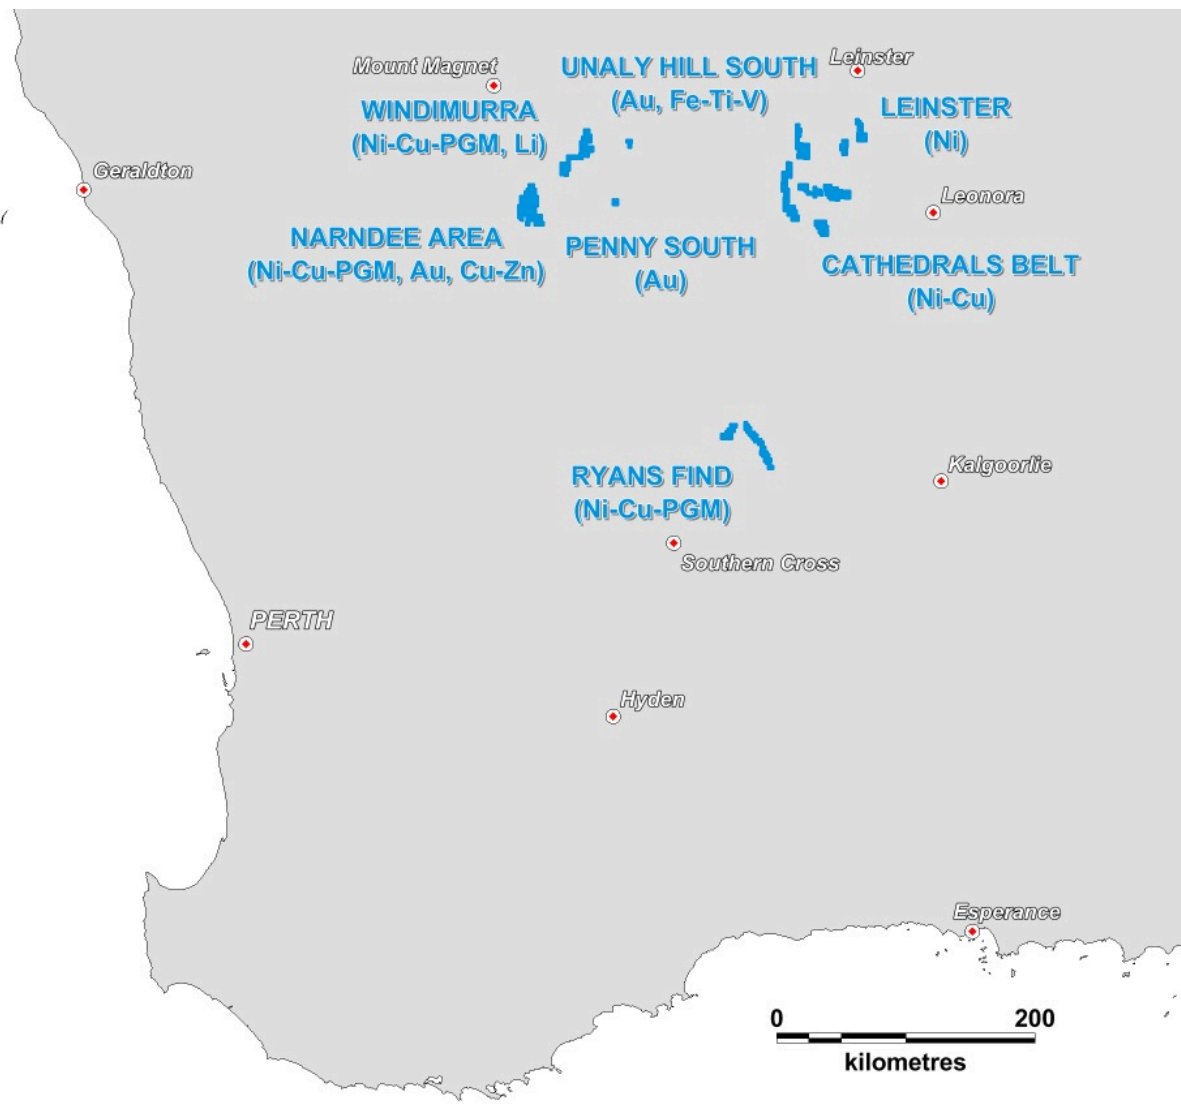 Mount Magnet
UNALY HILL SOUTH
(Au, Fe-Ti-V)
Leinster
WINDIMURRA
(Ni-Cu-PGM, Li)
LEINSTER
(Ni)
Geraldton
Leonora
NARNDEE AREA
(Ni-Cu-PGM, Au, Cu-Zn)
PENNY SOUTH
(Au)
CATHEDRALS BELT
(Ni-Cu)
RYANS FIND
(Ni-Cu-PGM)
Kalgoorlie
Southern Cross
PERTH
Hyden
Esperance
0 200
kilometres